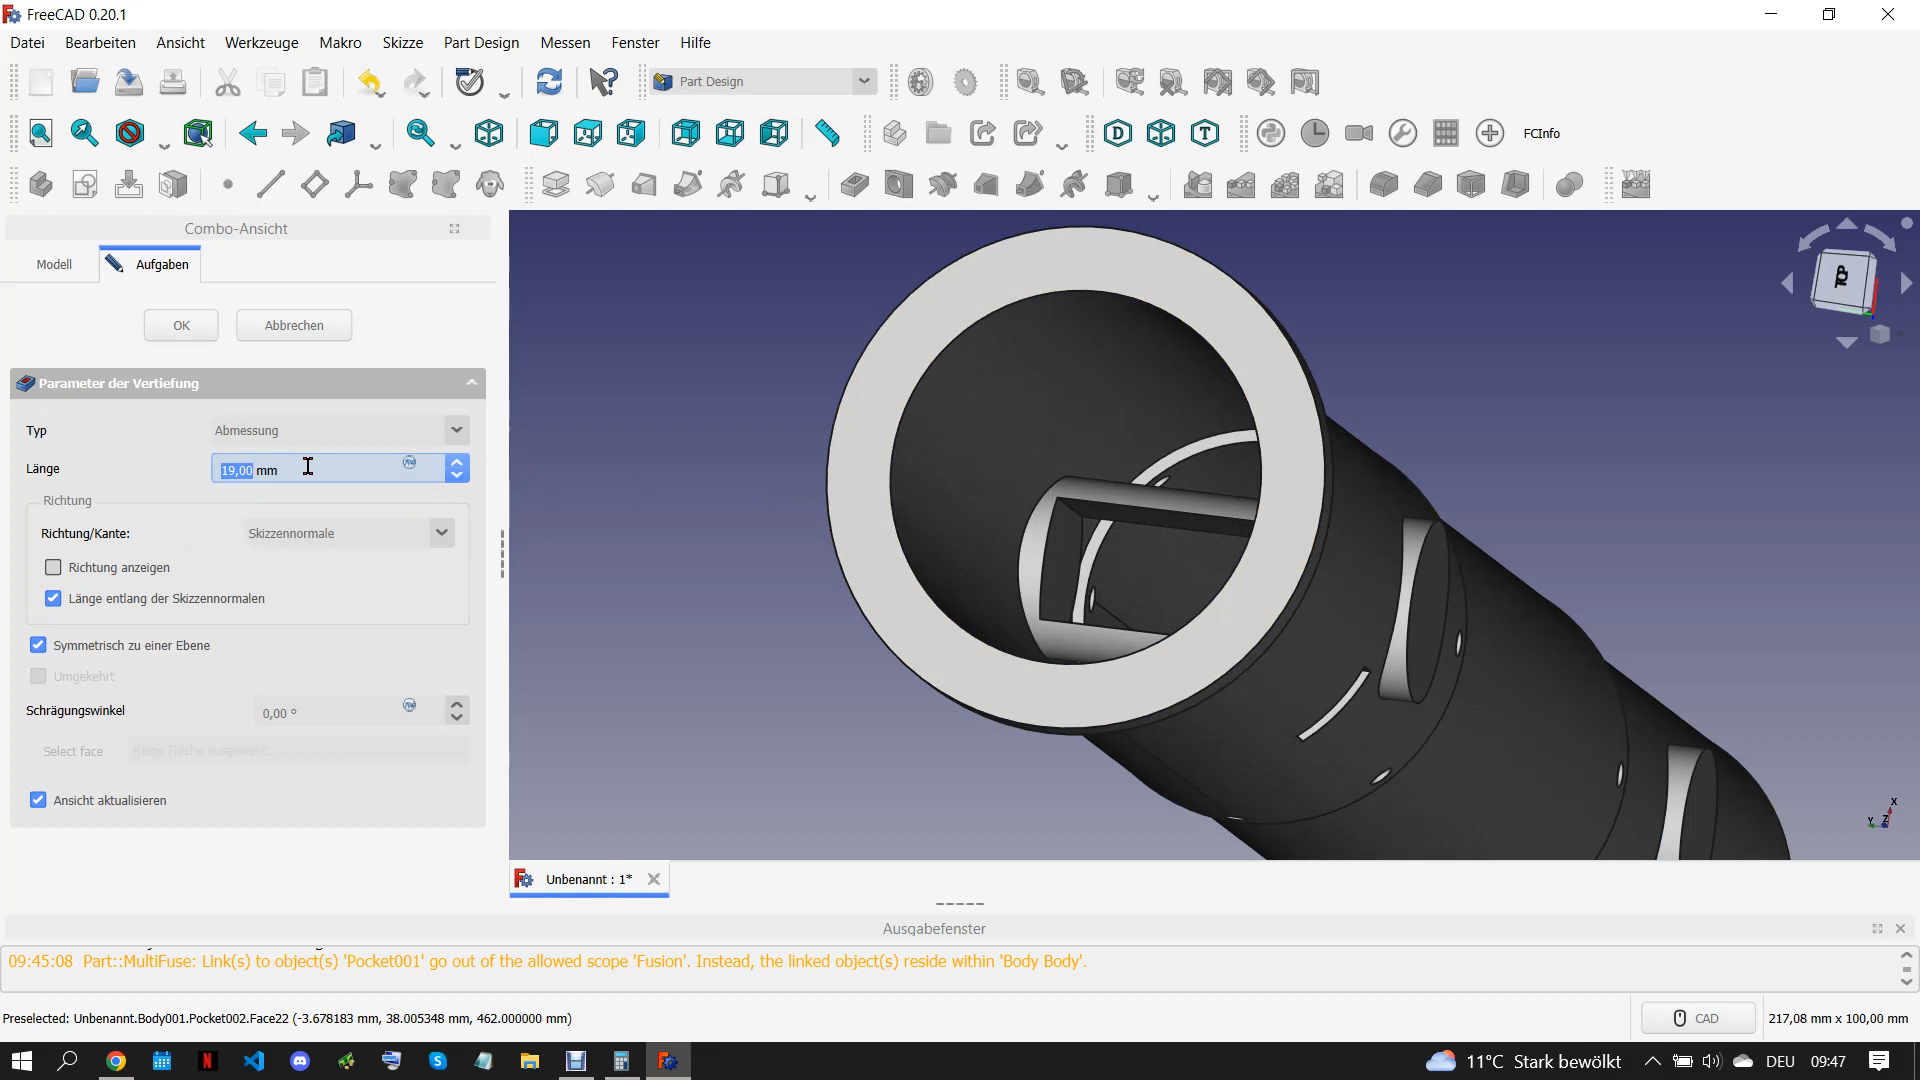 FreeCAD 0.20.1
Datei Bearbeiten Ansicht Werkzeuge Makro Skizze Part Design Messen Fenster Hilfe
Part Design
D T FCInfo
Combo-Ansicht
Modell Aufgaben
OK Abbrechen
Parameter der Vertiefung
Typ Abmessung
Länge 19,00 mm
Richtung
Richtung/Kante: Skizzennormale
Richtung anzeigen
Länge entlang der Skizzennormalen
Symmetrisch zu einer Ebene
Umgekehrt
Schrägungswinkel 0,00 °
Select face Keine Fläche ausgewählt...
Ansicht aktualisieren
X
Y Z
Unbenannt : 1*
Ausgabefenster
09:45:08 Part::MultiFuse: Link(s) to object(s) 'Pocket001' go out of the allowed scope 'Fusion'. Instead, the linked object(s) reside within 'Body Body'.
Preselected: Unbenannt.Body001.Pocket002.Face22 (-3.678183 mm, 38.005348 mm, 462.000000 mm)
CAD 217,08 mm x 100,00 mm
11°C Stark bewölkt DEU 09:47